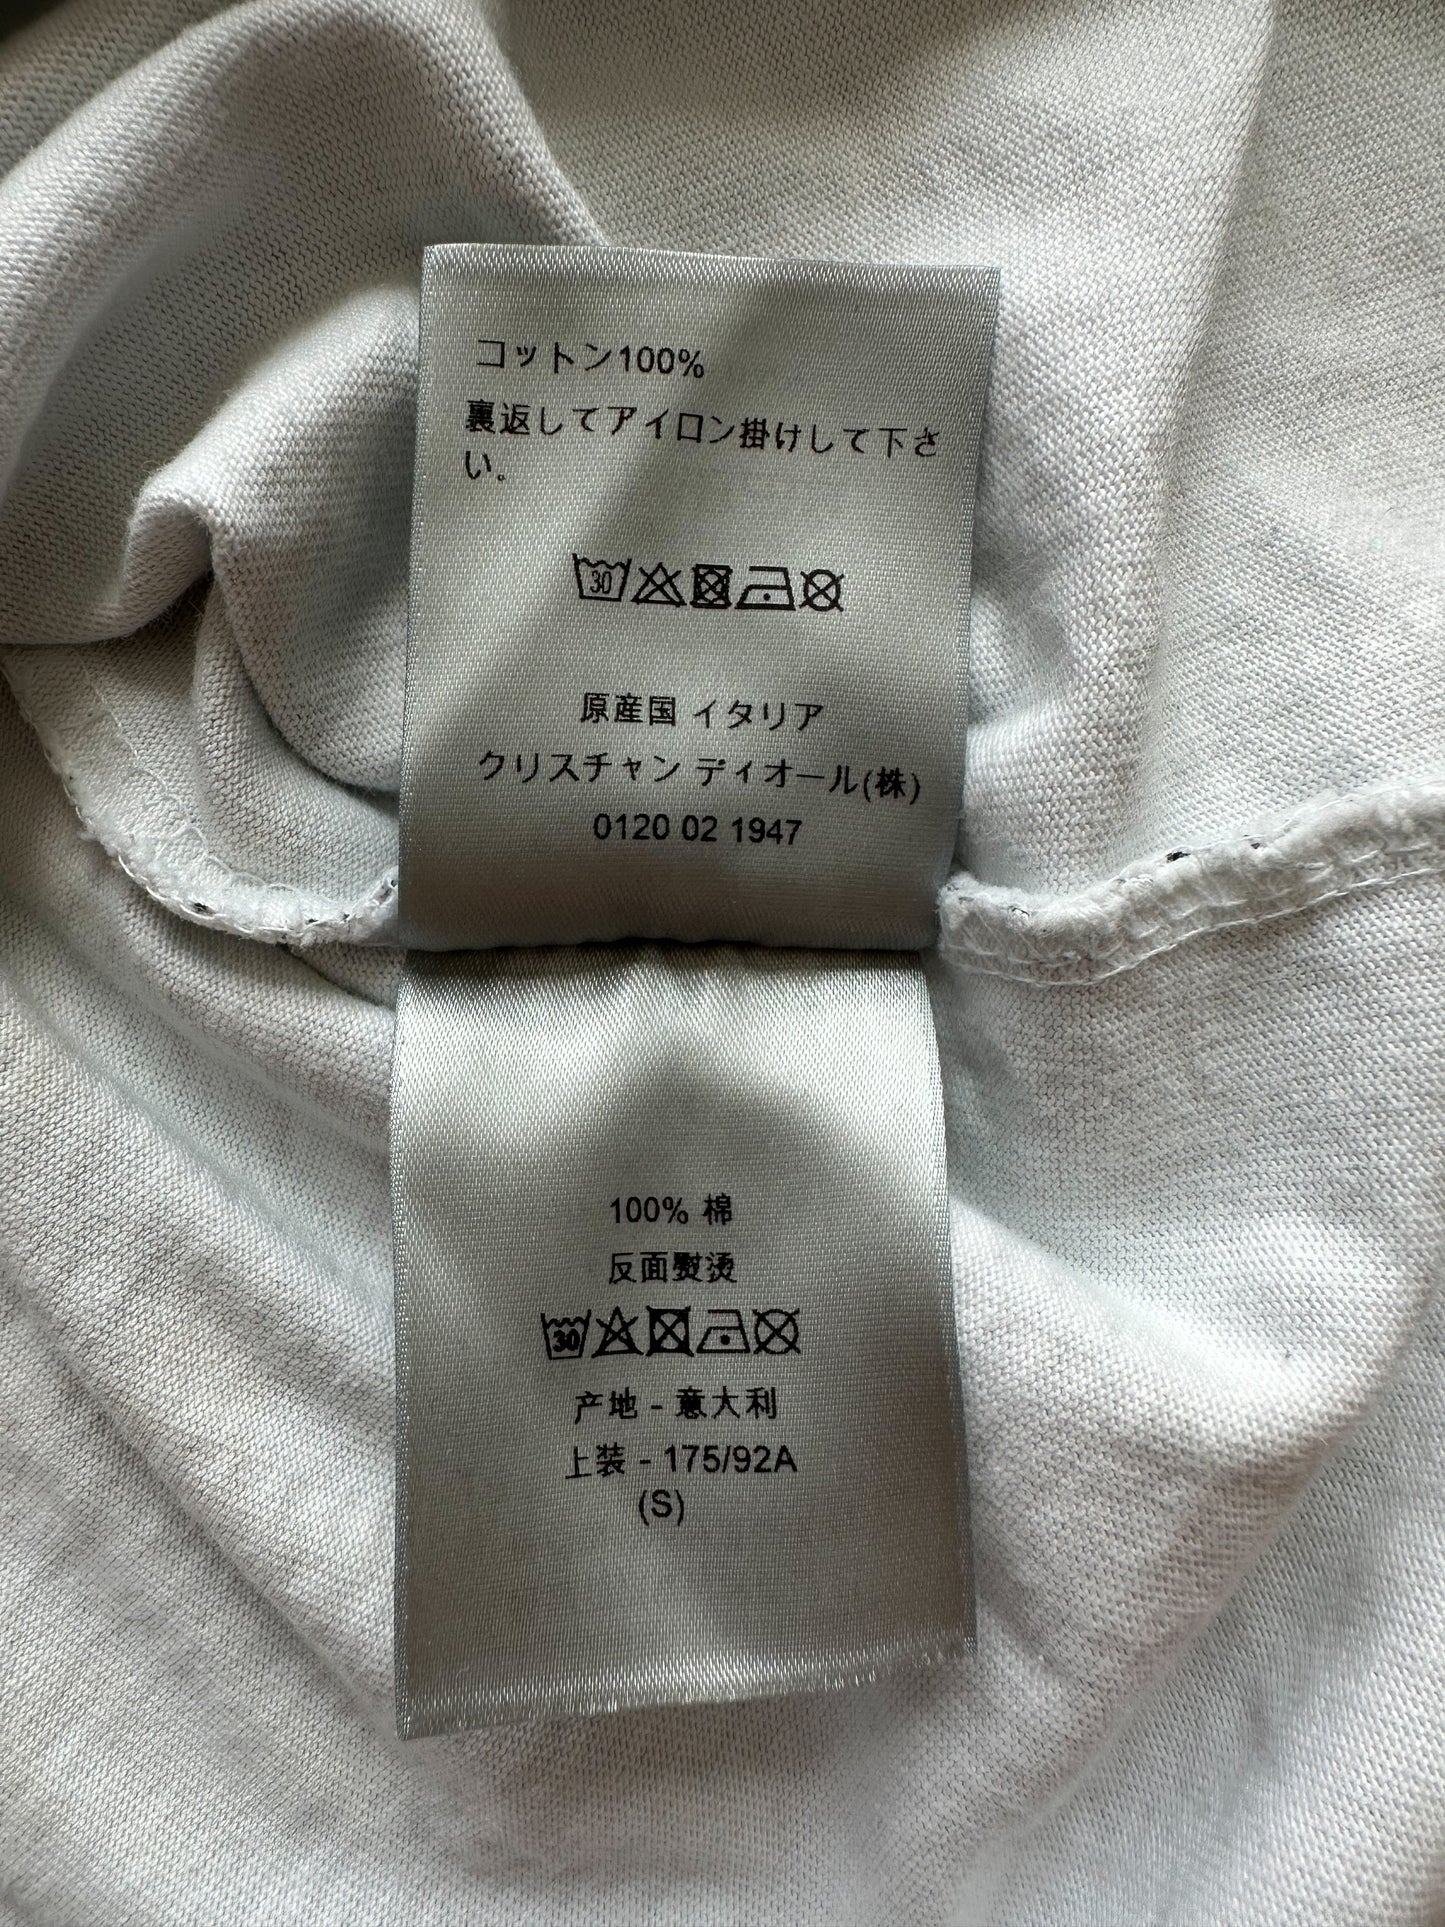 コットン100%
裏返してアイロン掛けして下さ
い。
30
原産国 イタリア
クリスチャン ディオール(株)
0120 02 1947
100% 棉
反面熨烫
30
产地 - 意大利
上装 - 175/92A
(S)